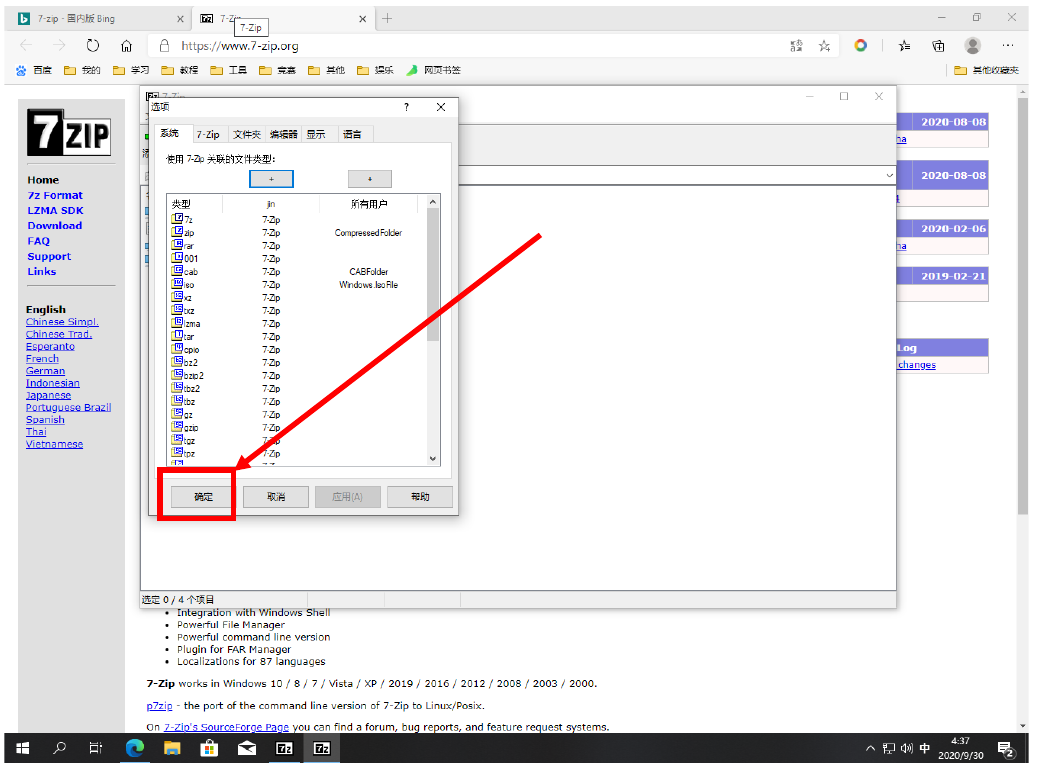 7-zip - 国内版 Bing
7-Zip
7-Zip
https://www.7-zip.org
百度 我的 学习 教程 工具 竞赛 其他 娱乐 网页书签 其他收藏夹
7ZIP
Home
7z Format
LZMA SDK
Download
FAQ
Support
Links
English
Chinese Simpl.
Chinese Trad.
Esperanto
French
German
Indonesian
Japanese
Portuguese Brazil
Spanish
Thai
Vietnamese
选项 ?
系统 7-Zip 文件夹 编辑器 显示 语言
使用 7-Zip 关联的文件类型:
+ +
类型 jin 所有用户
7z 7-Zip
zip 7-Zip CompressedFolder
rar 7-Zip
001 7-Zip
cab 7-Zip CABFolder
iso 7-Zip Windows.IsoFile
xz 7-Zip
txz 7-Zip
lzma 7-Zip
tar 7-Zip
cpio 7-Zip
bz2 7-Zip
bzip2 7-Zip
tbz2 7-Zip
tbz 7-Zip
gz 7-Zip
gzip 7-Zip
tgz 7-Zip
tpz 7-Zip
确定 取消 应用(A) 帮助
选定 0 / 4 个项目
2020-08-08
na
2020-08-08
2020-02-06
na
2019-02-21
Log
changes
Integration with Windows Shell
Powerful File Manager
Powerful command line version
Plugin for FAR Manager
Localizations for 87 languages
7-Zip works in Windows 10 / 8 / 7 / Vista / XP / 2019 / 2016 / 2012 / 2008 / 2003 / 2000.
p7zip - the port of the command line version of 7-Zip to Linux/Posix.
On 7-Zip's SourceForge Page you can find a forum, bug reports, and feature request systems.
中 4:37
2020/9/30
2